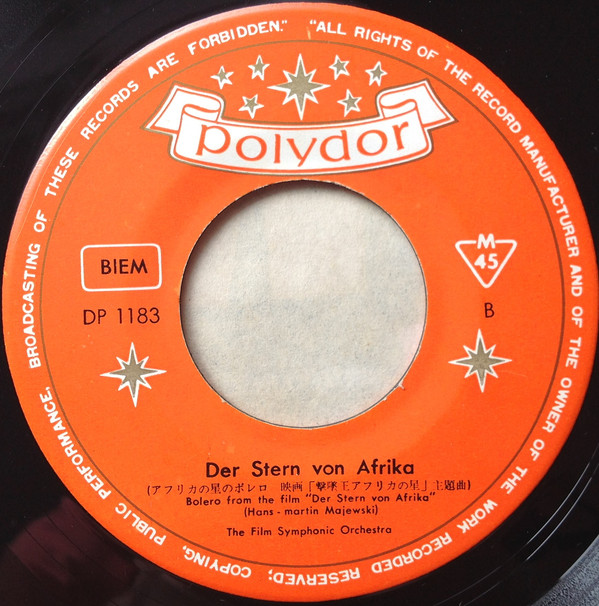 "ALL RIGHTS OF THE RECORD MANUFACTURER AND OF THE OWNER OF THE WORK RECORDED RESERVED; COPYING, PUBLIC PERFORMANCE, BROADCASTING OF THESE RECORDS ARE FORBIDDEN."
polydor
BIEM
M
45
DP 1183
B
Der Stern von Afrika
(アフリカの星のボレロ 映画「撃墜王アフリカの星」主題曲)
Bolero from the film "Der Stern von Afrika"
(Hans - martin Majewski)
The Film Symphonic Orchestra